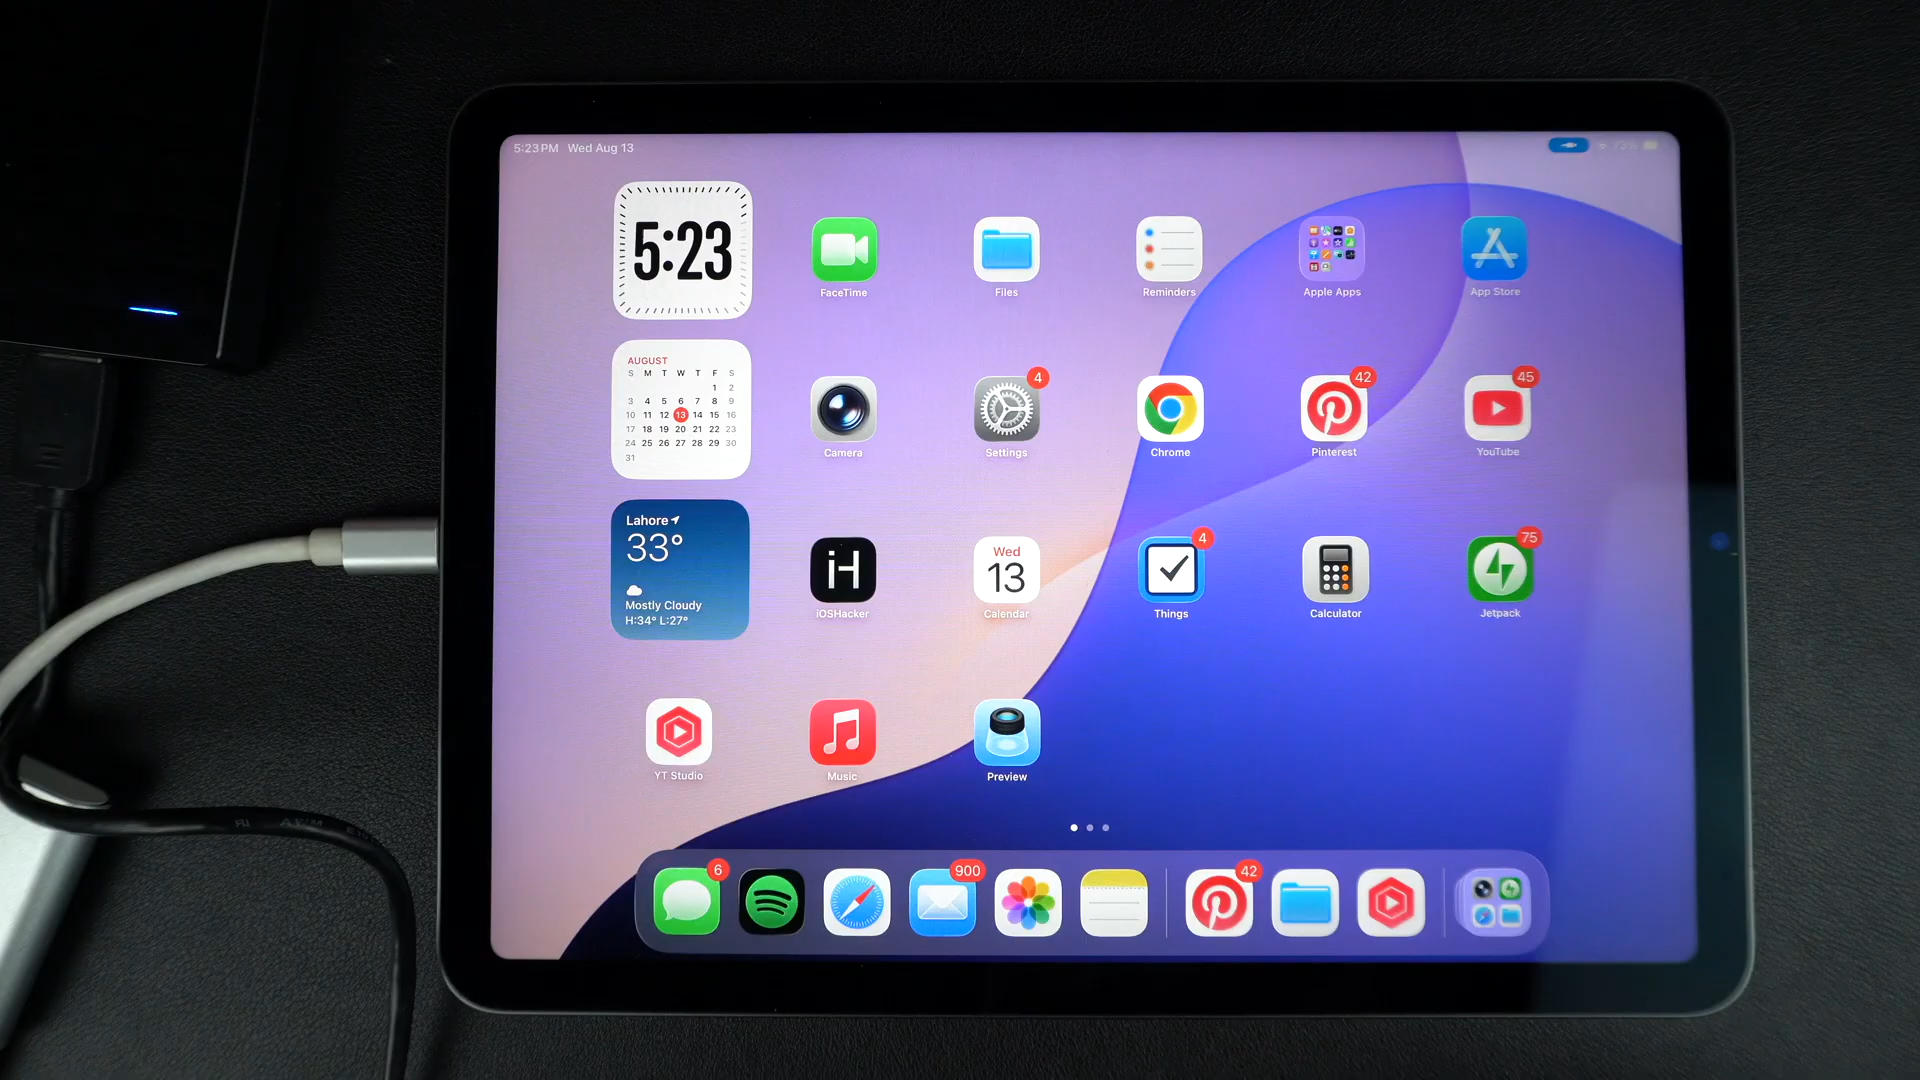 5:23 PM Wed Aug 13
73%
5:23
FaceTime
Files
Reminders
Apple Apps
App Store
AUGUST
S M T W T F S
1 2
3 4 5 6 7 8 9
10 11 12 13 14 15 16
17 18 19 20 21 22 23
24 25 26 27 28 29 30
31
Camera
4
Settings
Chrome
42
Pinterest
45
YouTube
Lahore
33°
Mostly Cloudy
H:34° L:27°
iH
iOSHacker
Wed
13
Calendar
4
Things
Calculator
75
Jetpack
YT Studio
Music
Preview
6
900
42